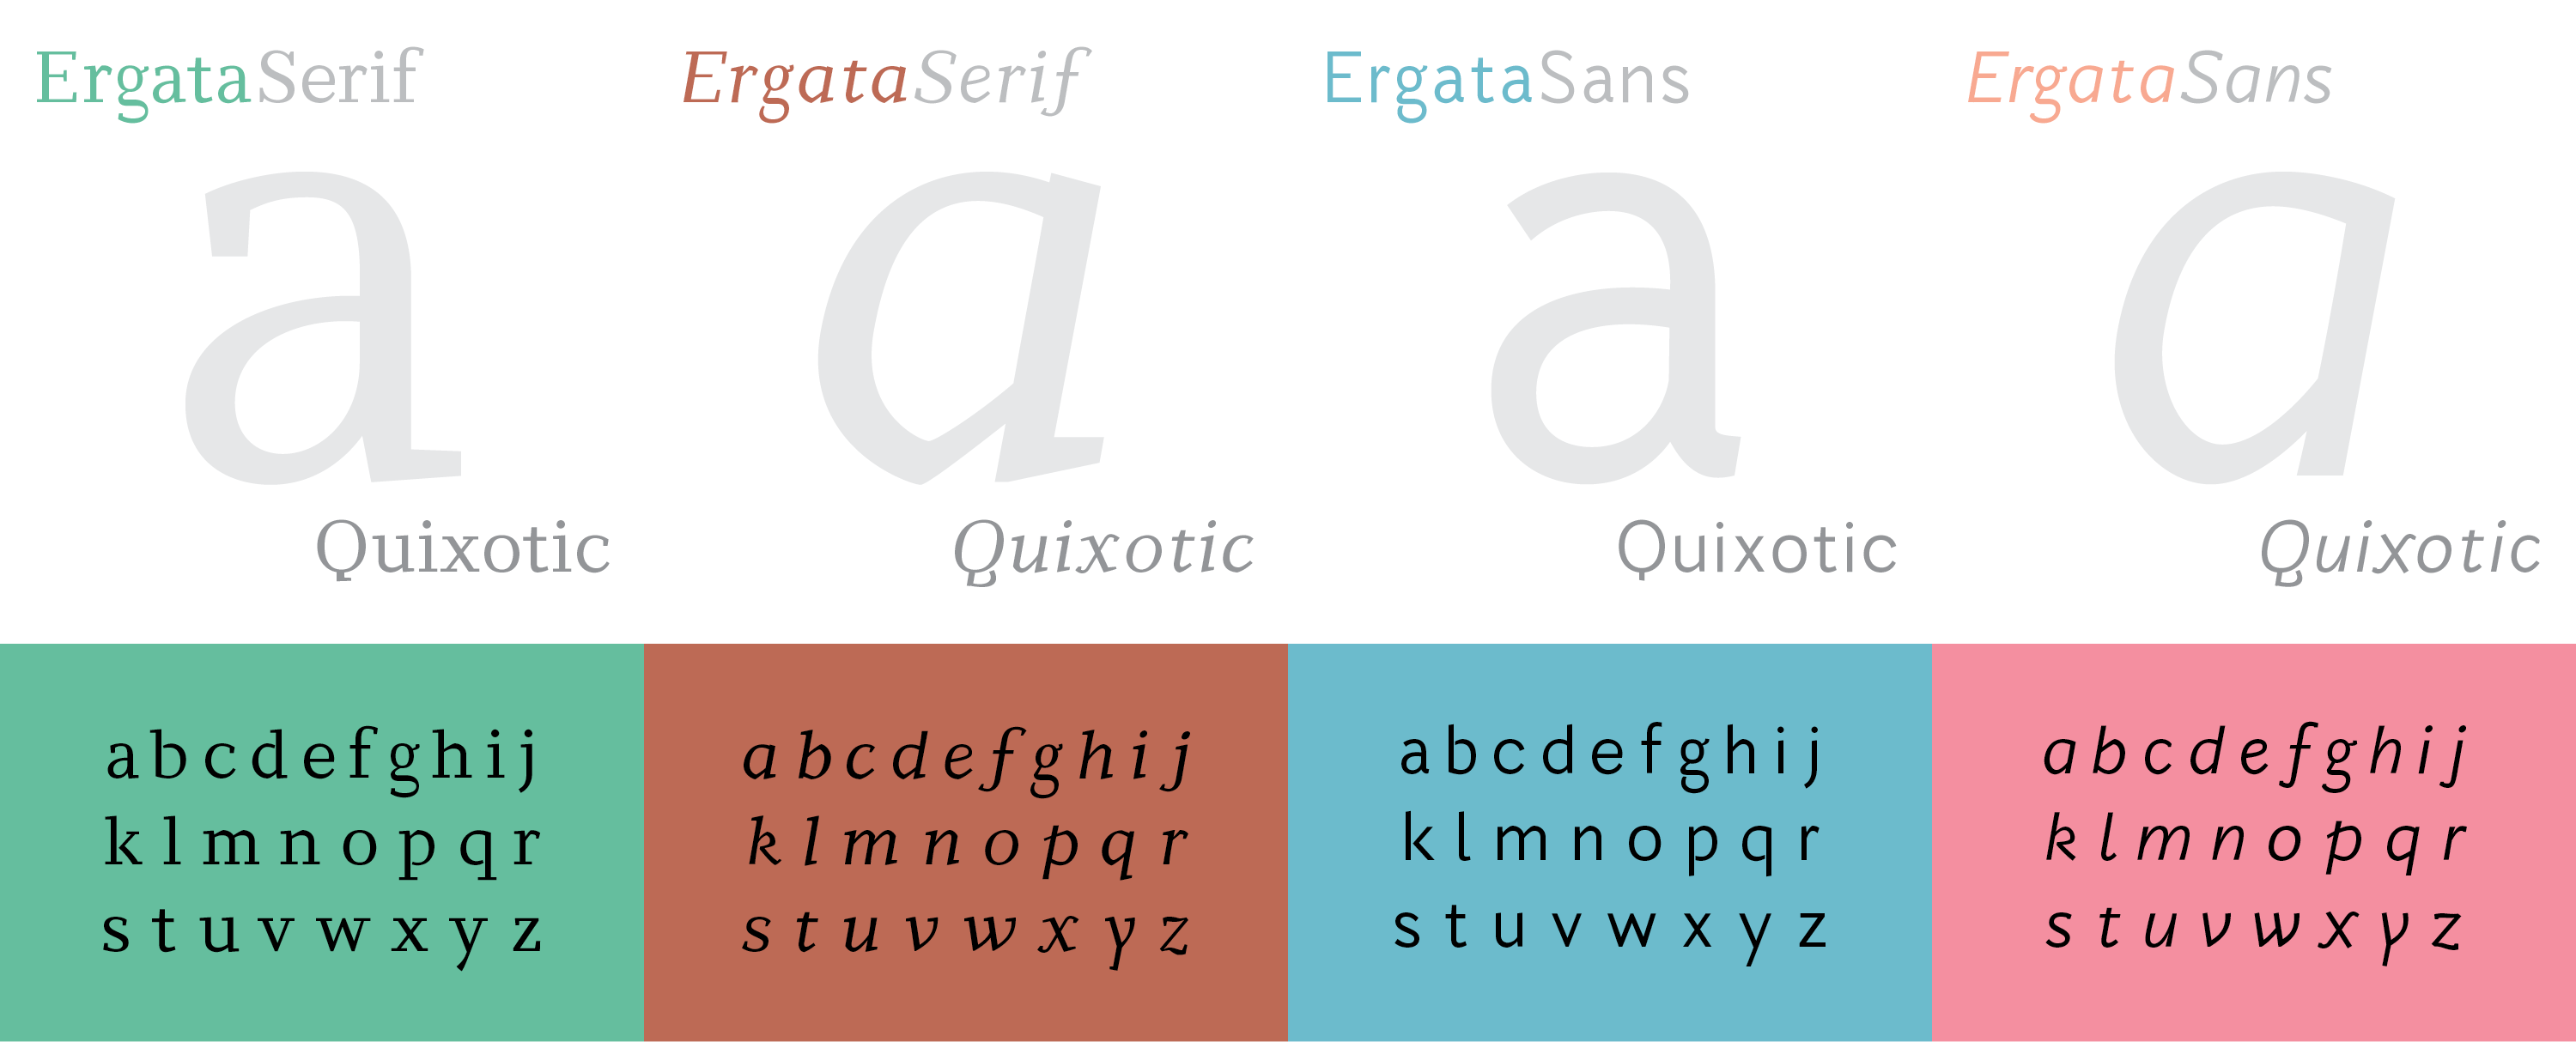 ErgataSerif
a
Quixotic
a b c d e f g h i j
k l m n o p q r
s t u v w x y z
ErgataSerif
a
Quixotic
a b c d e f g h i j
k l m n o p q r
s t u v w x y z
ErgataSans
a
Quixotic
a b c d e f g h i j
k l m n o p q r
s t u v w x y z
ErgataSans
a
Quixotic
a b c d e f g h i j
k l m n o p q r
s t u v w x y z